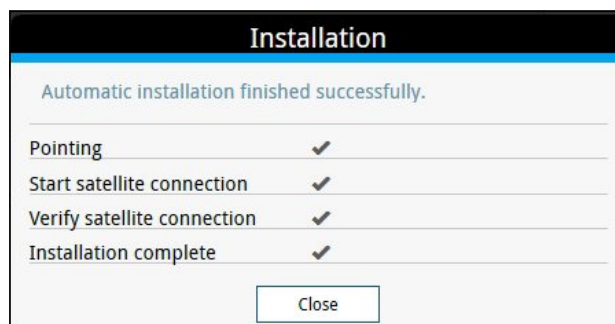 Installation
Automatic installation finished successfully.
Pointing
Start satellite connection
Verify satellite connection
Installation complete
Close